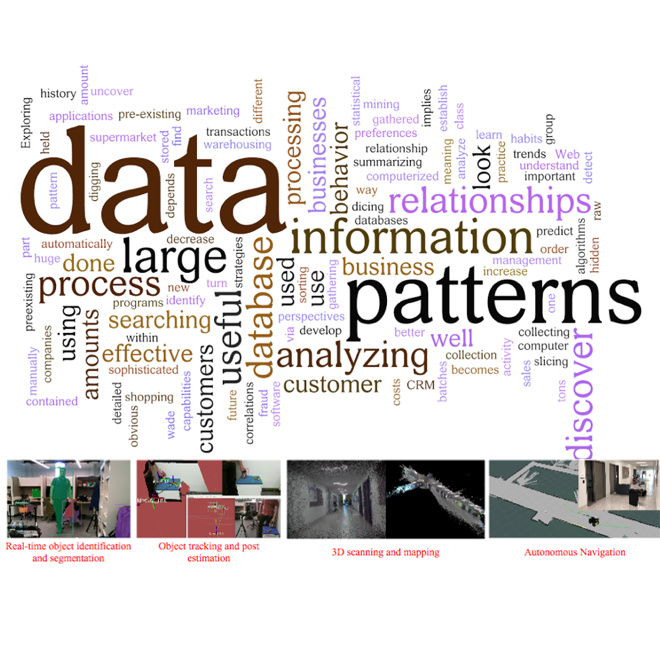 amount
uncover
history
Exploring
applications
pre-existing
marketing
different
held
supermarket
stored
find
transactions
warehousing
data
pattern
digging
depends
search
processing
businesses
behavior
statistical
mining
gathered
implies
establish
class
preferences
relationship
summarizing
computerized
meaning
analyze
look
learn
practice
habits
group
trends
Web
understand
important
detect
way
dicing
relationships
raw
databases
information
predict
part
automatically
decrease
huge
done
large
strategies
database
management
order
algorithms
hidden
business
increase
preexisting
process
new
turn
used
sorting
use
gathering
patterns
one
programs
identify
useful
perspectives
searching
via
develop
better
well
collecting
computer
manually
companies
using
amounts
within
effective
sophisticated
customers
analyzing
collection
becomes
activity
slicing
discover
contained
detailed
obvious
shopping
wade
capabilities
future
correlations
fraud
software
customer
costs
CRM
batches
sales
tons
Real-time object identification
and segmentation
Object tracking and post
estimation
3D scanning and mapping
Autonomous Navigation